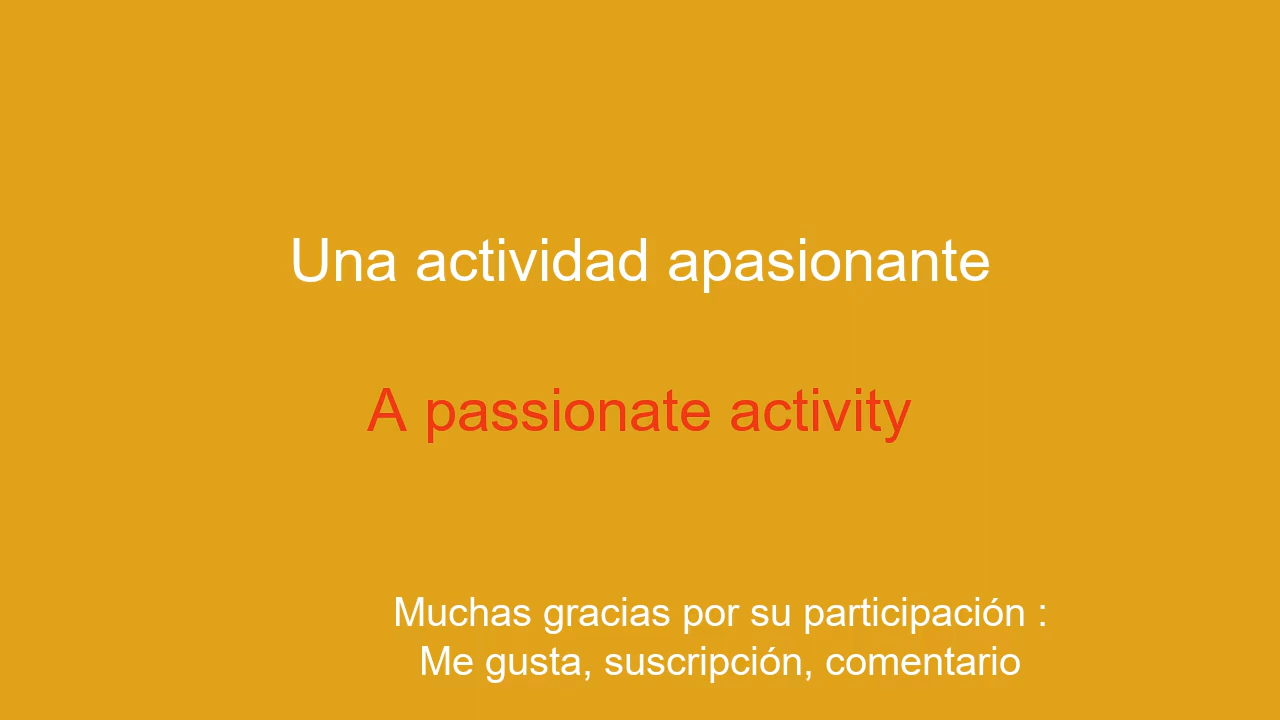 Una actividad apasionante
A passionate activity
Muchas gracias por su participación :
Me gusta, suscripción, comentario